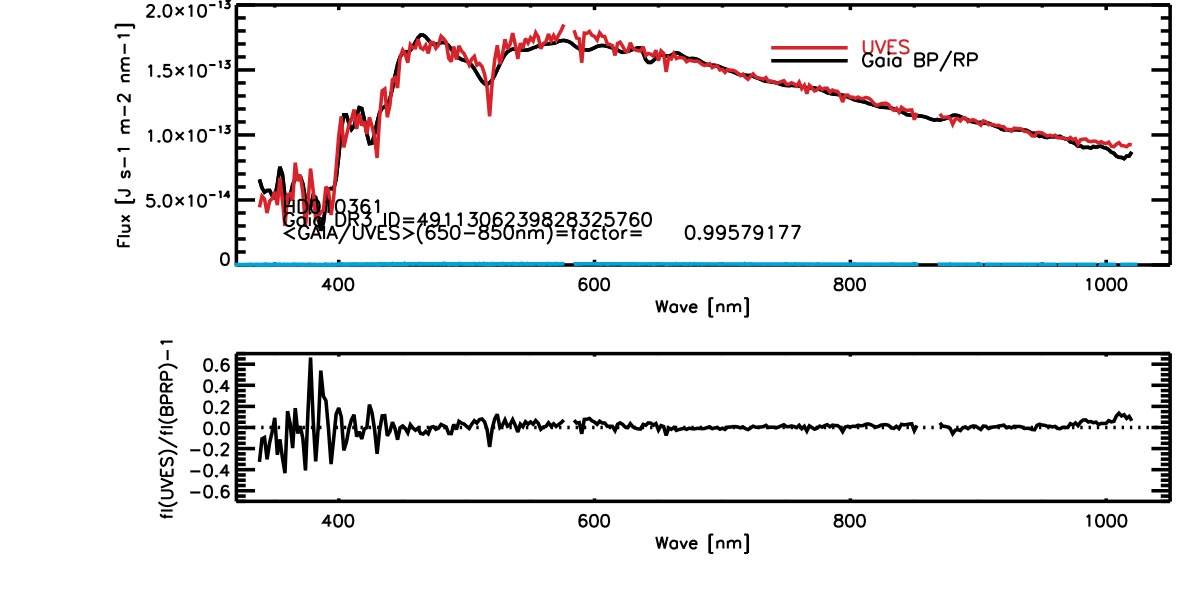 2.0×10−13
1.5×10−13
1.0×10−13
5.0×10−14
0
Flux [J s−1 m−2 nm−1]
UVES
Gaia BP/RP
HD010361
Gaia DR3 ID=4911306239828325760
<GAIA/UVES>(650−850nm)=factor= 0.99579177
400 600 800 1000
Wave [nm]
fl(UVES)/fl(BPRP)−1
0.6
0.4
0.2
0.0
−0.2
−0.4
−0.6
400 600 800 1000
Wave [nm]